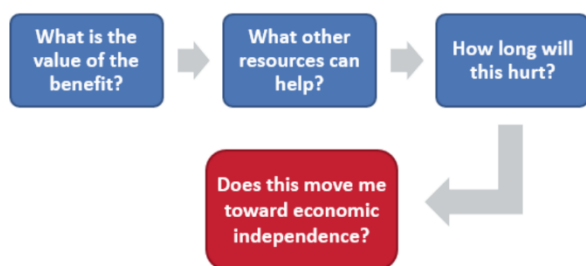 What is the
value of the
benefit?
What other
resources can
help?
How long will
this hurt?
Does this move me
toward economic
independence?